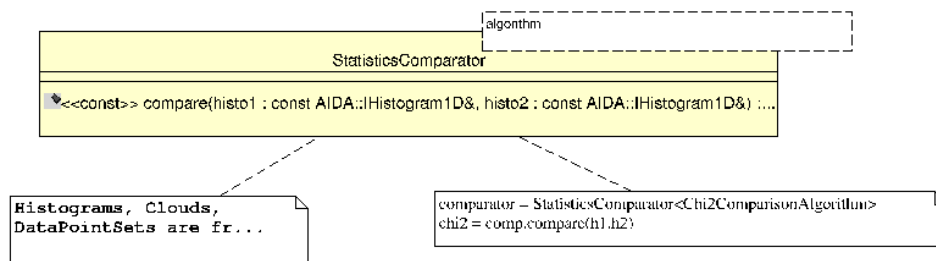 algorithm
StatisticsComparator
<<const>> compare(histo1 : const AIDA::IHistogram1D&, histo2 : const AIDA::IHistogram1D&) :...
Histograms, Clouds,
DataPointSets are fr...
comparator = StatisticsComparator<Chi2ComparisonAlgorithm>
chi2 = comp.compare(h1.h2)